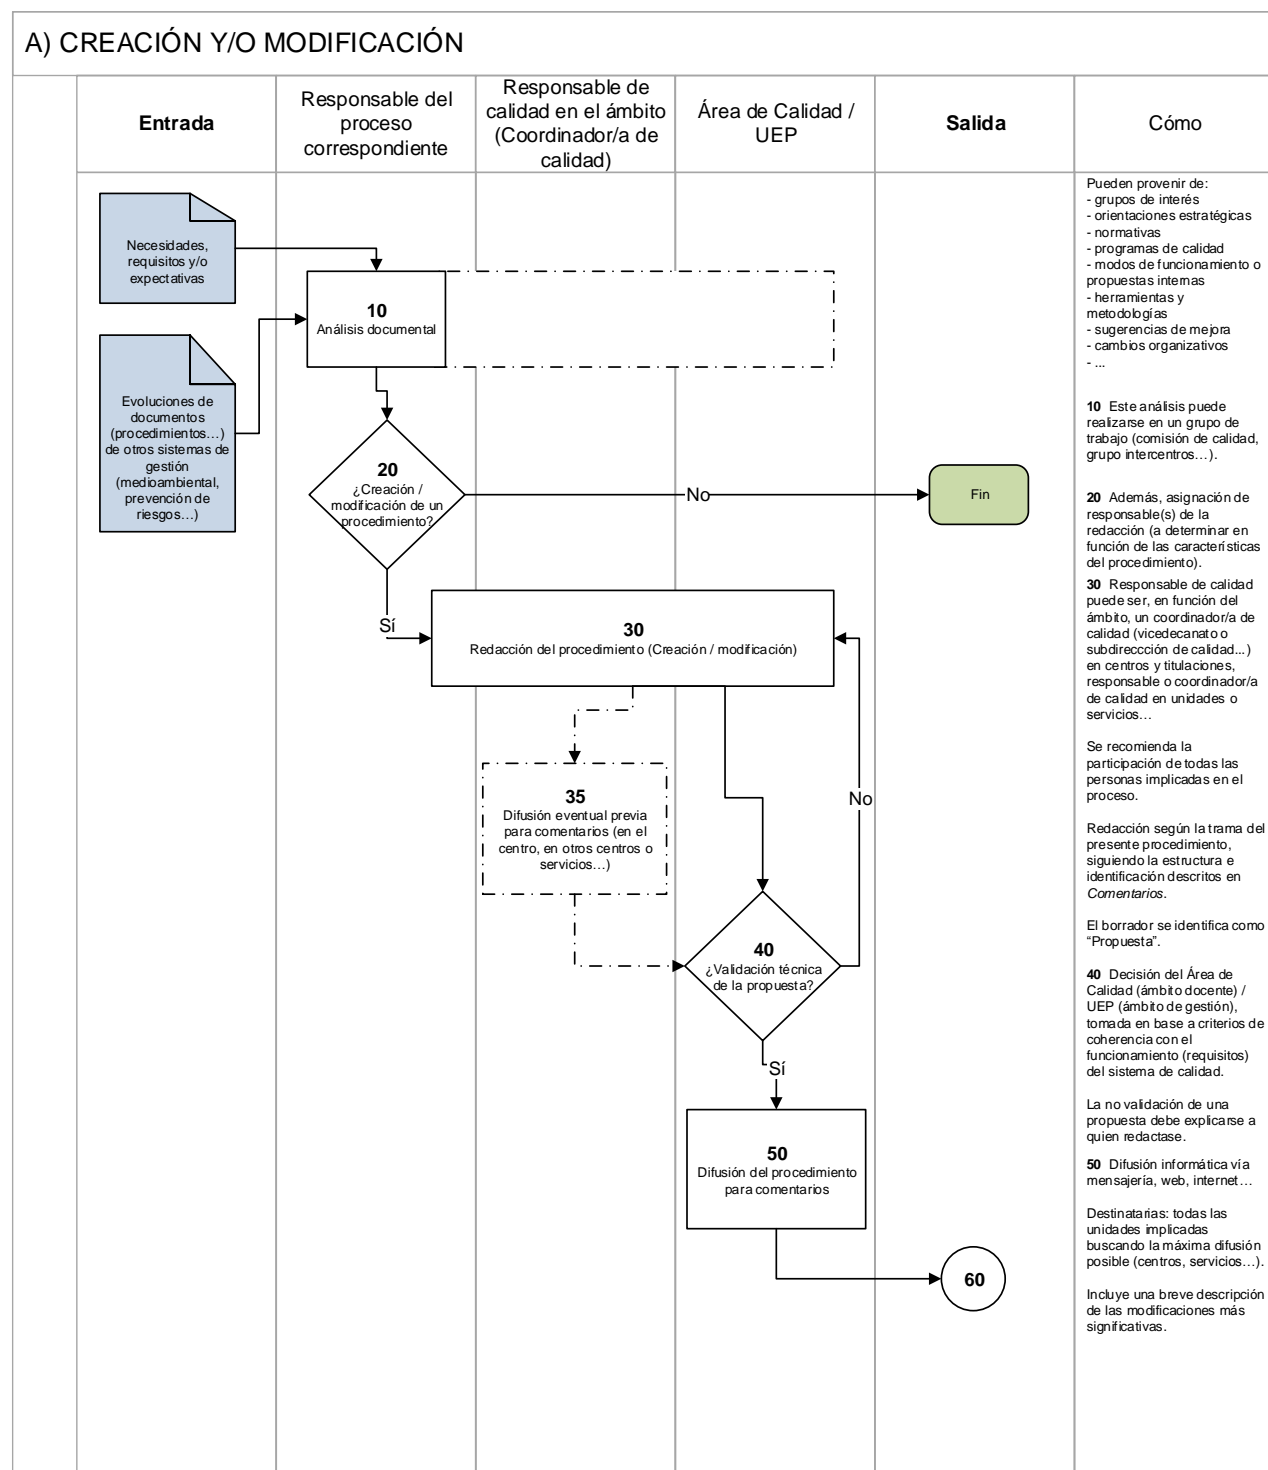 A) CREACIÓN Y/O MODIFICACIÓN
Entrada
Responsable del
proceso
correspondiente
Responsable de
calidad en el ámbito
(Coordinador/a de
calidad)
Área de Calidad /
UEP
Salida
Cómo
Necesidades,
requisitos y/o
expectativas
Evoluciones de
documentos
(procedimientos…)
de otros sistemas de
gestión
(medioambiental,
prevención de
riesgos…)
10
Análisis documental
20
¿Creación /
modificación de un
procedimiento?
No
Fin
Sí
30
Redacción del procedimiento (Creación / modificación)
35
Difusión eventual previa
para comentarios (en el
centro, en otros centros o
servicios…)
No
40
¿Validación técnica
de la propuesta?
Sí
50
Difusión del procedimiento
para comentarios
60
Pueden provenir de:
- grupos de interés
- orientaciones estratégicas
- normativas
- programas de calidad
- modos de funcionamiento o
propuestas internas
- herramientas y
metodologías
- sugerencias de mejora
- cambios organizativos
- ...
10 Este análisis puede
realizarse en un grupo de
trabajo (comisión de calidad,
grupo intercentros…).
20 Además, asignación de
responsable(s) de la
redacción (a determinar en
función de las características
del procedimiento).
30 Responsable de calidad
puede ser, en función del
ámbito, un coordinador/a de
calidad (vicedecanato o
subdireccción de calidad...)
en centros y titulaciones,
responsable o coordinador/a
de calidad en unidades o
servicios…
Se recomienda la
participación de todas las
personas implicadas en el
proceso.
Redacción según la trama del
presente procedimiento,
siguiendo la estructura e
identificación descritos en
Comentarios.
El borrador se identifica como
“Propuesta”.
40 Decisión del Área de
Calidad (ámbito docente) /
UEP (ámbito de gestión),
tomada en base a criterios de
coherencia con el
funcionamiento (requisitos)
del sistema de calidad.
La no validación de una
propuesta debe explicarse a
quien redactase.
50 Difusión informática vía
mensajería, web, internet…
Destinatarias: todas las
unidades implicadas
buscando la máxima difusión
posible (centros, servicios…).
Incluye una breve descripción
de las modificaciones más
significativas.